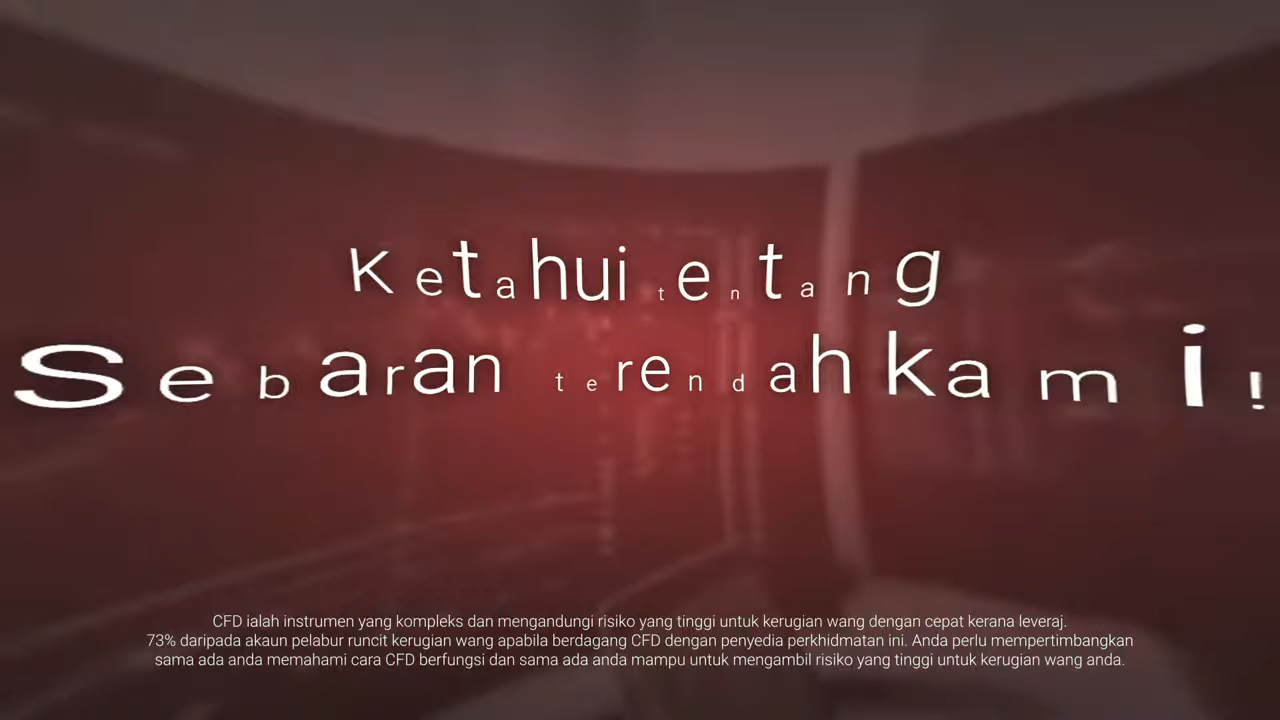 Ketahui tentang
Sebaran terendah kami!
CFD ialah instrumen yang kompleks dan mengandungi risiko yang tinggi untuk kerugian wang dengan cepat kerana leveraj.
73% daripada akaun pelabur runcit kerugian wang apabila berdagang CFD dengan penyedia perkhidmatan ini. Anda perlu mempertimbangkan
sama ada anda memahami cara CFD berfungsi dan sama ada anda mampu untuk mengambil risiko yang tinggi untuk kerugian wang anda.